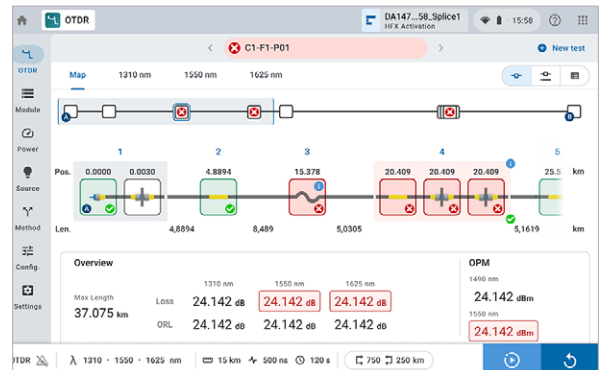 OTDR
DA147...58_Splice1
HFX Activation
15:58
C1-F1-P01
New test
OTDR
Module
Power
Source
Method
Config.
Settings
Map 1310 nm 1550 nm 1625 nm
A
B
1 2 3 4 5
Pos. 0.0000 0.0030 4.8894 15.378 20.409 20.409 20.409 25.5 km
A
Len. 4,8894 8,489 5,0305 5,1619 km
Overview
OPM
1310 nm 1550 nm 1625 nm
1490 nm
Max Length
37.075 km
Loss 24.142 dB 24.142 dB 24.142 dB
24.142 dBm
1550 nm
ORL 24.142 dB 24.142 dB 24.142 dB
24.142 dBm
OTDR
λ 1310 · 1550 · 1625 nm
15 km
500 ns
120 s
750
250 km